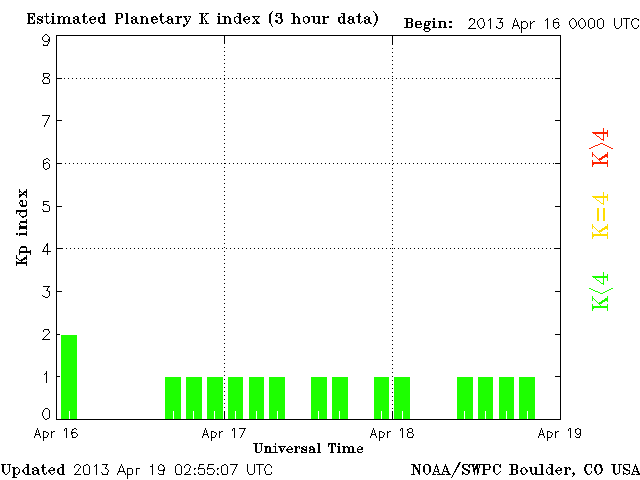 Estimated Planetary K index (3 hour data)
Begin: 2013 Apr 16 0000 UTC
9
8
7
6
5
4
3
2
1
0
Kp index
K>4
K=4
K<4
Apr 16
Apr 17
Apr 18
Apr 19
Universal Time
Updated 2013 Apr 19 02:55:07 UTC
NOAA/SWPC Boulder, CO USA